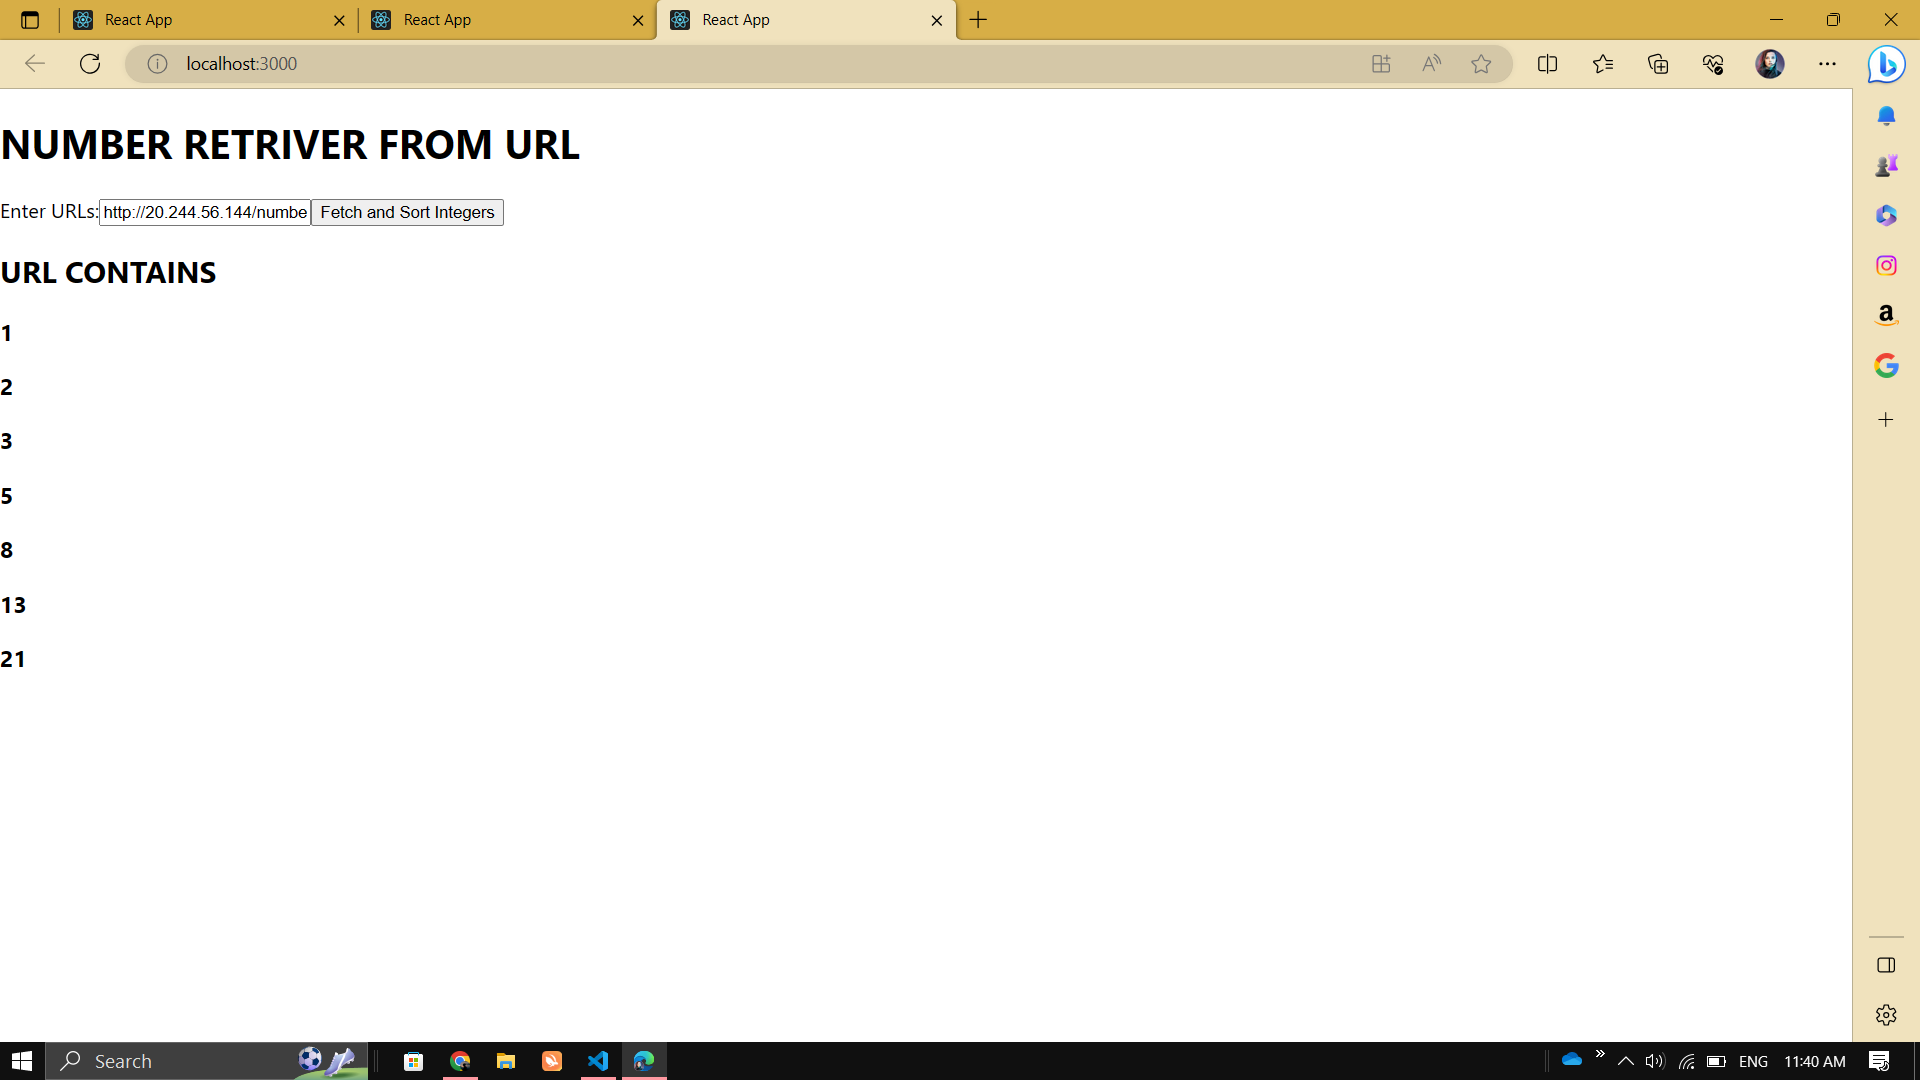 React App
React App
React App
localhost:3000
NUMBER RETRIVER FROM URL
Enter URLs: http://20.244.56.144/numbe Fetch and Sort Integers
URL CONTAINS
1
2
3
5
8
13
21
Search
ENG
11:40 AM